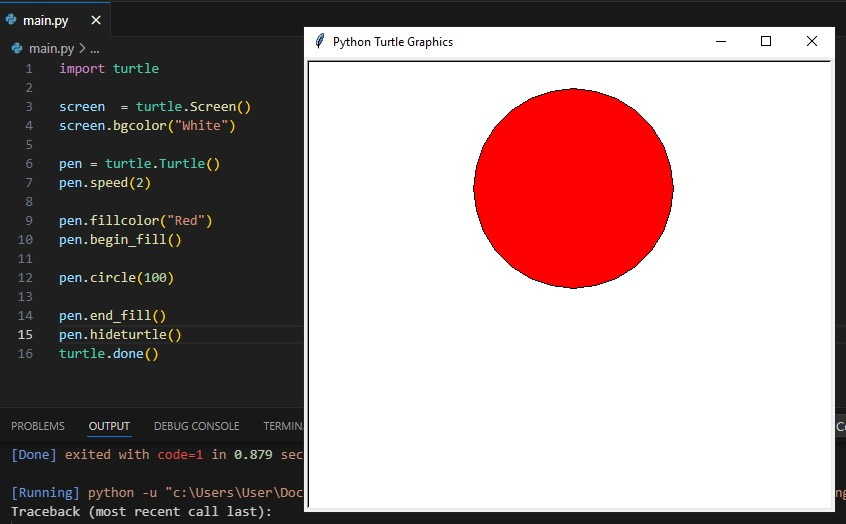 main.py
main.py > ...
1 import turtle
2
3 screen  = turtle.Screen()
4 screen.bgcolor("White")
5
6 pen = turtle.Turtle()
7 pen.speed(2)
8
9 pen.fillcolor("Red")
10 pen.begin_fill()
11
12 pen.circle(100)
13
14 pen.end_fill()
15 pen.hideturtle()
16 turtle.done()
Python Turtle Graphics
PROBLEMS OUTPUT DEBUG CONSOLE
[Done] exited with code=1 in 0.879
[Running] python -u "c:\Users\User\
Traceback (most recent call last):